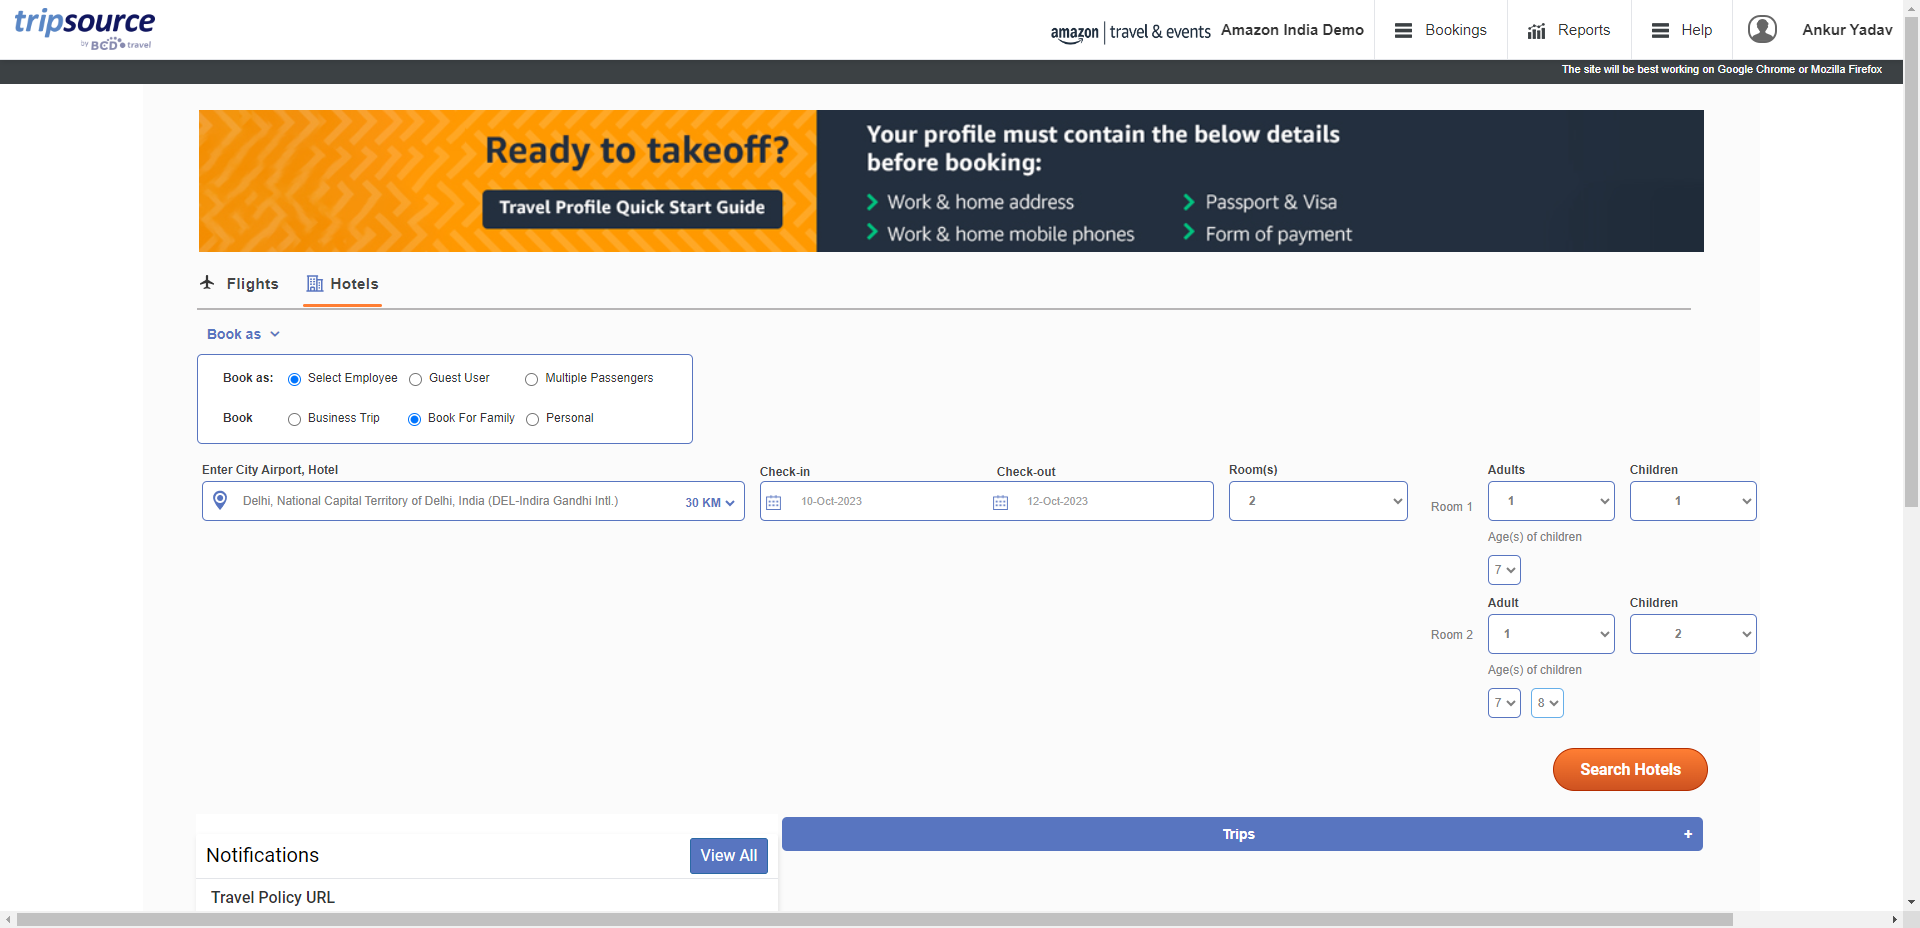 tripsource
by BCD travel
amazon travel & events
Amazon India Demo
Bookings
Reports
Help
Ankur Yadav
The site will be best working on Google Chrome or Mozilla Firefox
Ready to takeoff?
Travel Profile Quick Start Guide
Your profile must contain the below details
before booking:
Work & home address
Passport & Visa
Work & home mobile phones
Form of payment
Flights
Hotels
Book as
Book as: Select Employee Guest User Multiple Passengers
Book Business Trip Book For Family Personal
Enter City Airport, Hotel
Check-in
Check-out
Room(s)
Adults
Children
Delhi, National Capital Territory of Delhi, India (DEL-Indira Gandhi Intl.)
30 KM
10-Oct-2023
12-Oct-2023
2
Room 1
1
1
Age(s) of children
7
Adult
Children
Room 2
1
2
Age(s) of children
7
8
Search Hotels
Trips +
Notifications
View All
Travel Policy URL